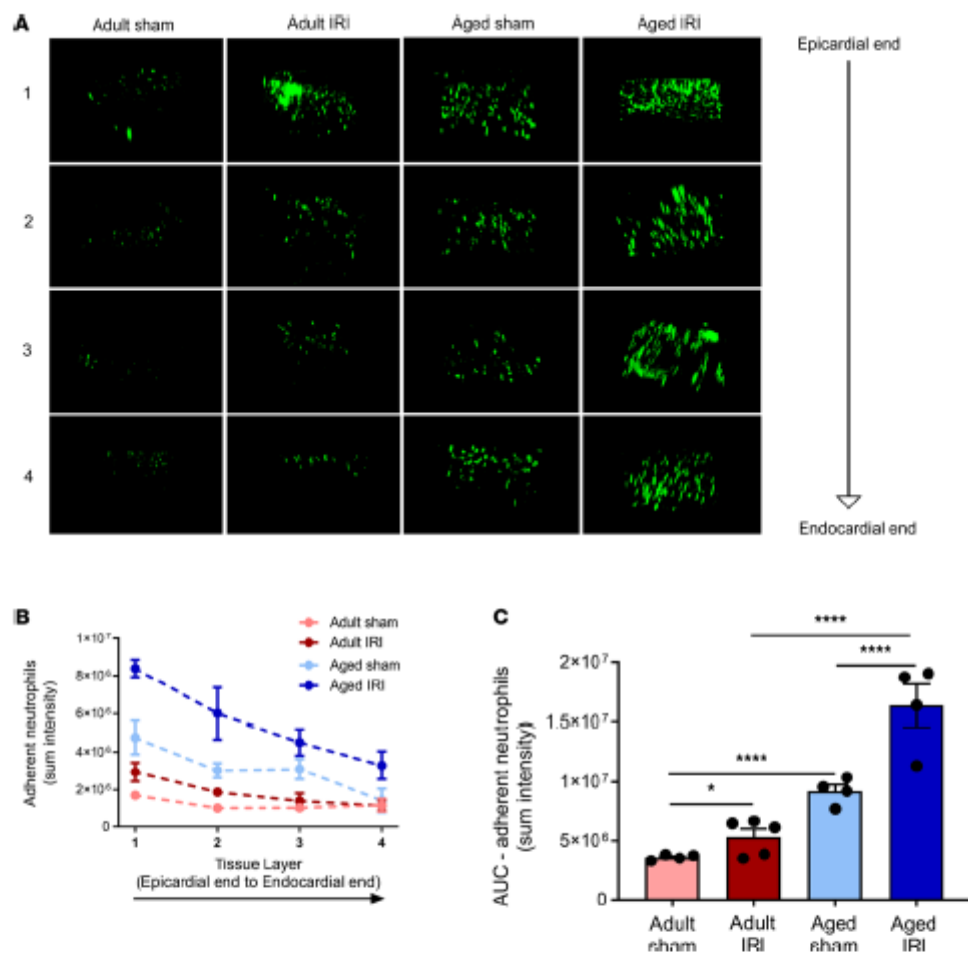 A
Adult sham
Adult IRI
Aged sham
Aged IRI
Epicardial end
1
2
3
4
Endocardial end
B
Adherent neutrophils
(sum intensity)
1×10⁷
8×10⁶
6×10⁶
4×10⁶
2×10⁶
0
1
2
3
4
Tissue Layer
(Epicardial end to Endocardial end)
Adult sham
Adult IRI
Aged sham
Aged IRI
C
AUC - adherent neutrophils
(sum intensity)
2×10⁷
1.5×10⁷
1×10⁷
5×10⁶
0
****
****
****
*
Adult
sham
Adult
IRI
Aged
sham
Aged
IRI